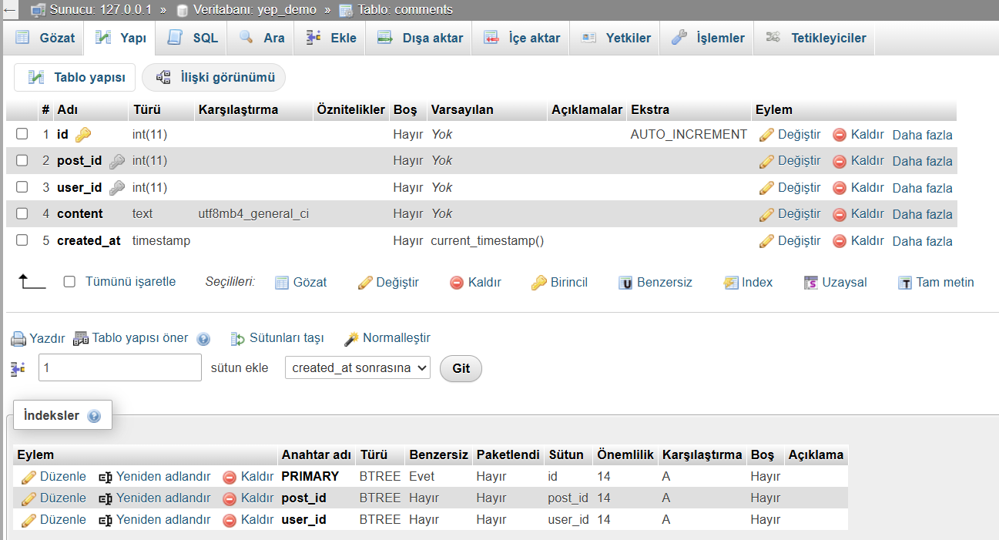 ← Sunucu: 127.0.0.1 » Veritabanı: yep_demo » Tablo: comments
Gözat Yapı SQL Ara Ekle Dışa aktar İçe aktar Yetkiler İşlemler Tetikleyiciler
Tablo yapısı İlişki görünümü
# Adı Türü Karşılaştırma Öznitelikler Boş Varsayılan Açıklamalar Ekstra Eylem
1 id int(11) Hayır Yok AUTO_INCREMENT Değiştir Kaldır Daha fazla
2 post_id int(11) Hayır Yok Değiştir Kaldır Daha fazla
3 user_id int(11) Hayır Yok Değiştir Kaldır Daha fazla
4 content text utf8mb4_general_ci Hayır Yok Değiştir Kaldır Daha fazla
5 created_at timestamp Hayır current_timestamp() Değiştir Kaldır Daha fazla
Tümünü işaretle Seçilileri: Gözat Değiştir Kaldır Birincil Benzersiz Index Uzaysal Tam metin
Yazdır Tablo yapısı öner Sütunları taşı Normalleştir
1 sütun ekle created_at sonrasına Git
İndeksler
Eylem Anahtar adı Türü Benzersiz Paketlendi Sütun Önemlilik Karşılaştırma Boş Açıklama
Düzenle Yeniden adlandır Kaldır PRIMARY BTREE Evet Hayır id 14 A Hayır
Düzenle Yeniden adlandır Kaldır post_id BTREE Hayır Hayır post_id 14 A Hayır
Düzenle Yeniden adlandır Kaldır user_id BTREE Hayır Hayır user_id 14 A Hayır